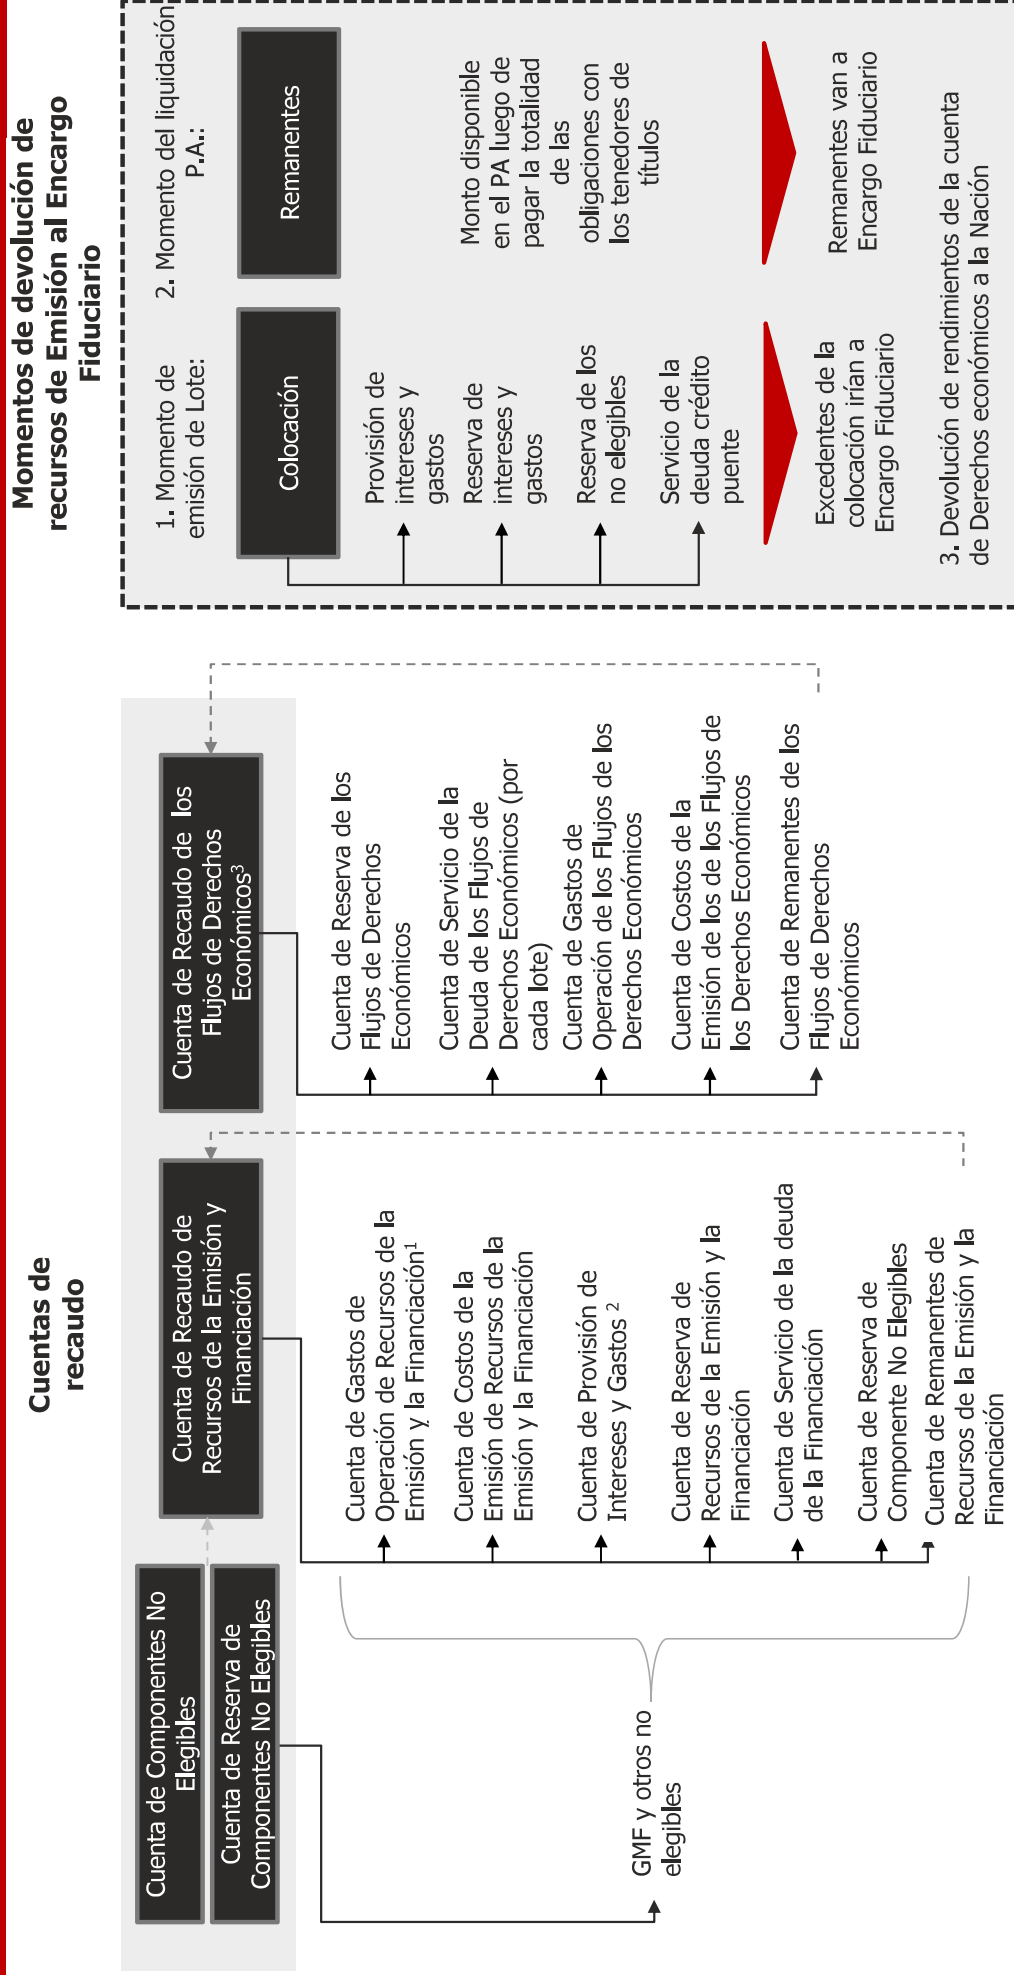 Cuentas de
recaudo
Cuenta de Componentes No
Elegibles
Cuenta de Reserva de
Componentes No Elegibles
GMF y otros no
elegibles
Cuenta de Recaudo de
Recursos de la Emisión y
Financiación
Cuenta de Gastos de
Operación de Recursos de la
Emisión y la Financiación¹
Cuenta de Costos de la
Emisión de Recursos de la
Emisión y la Financiación
Cuenta de Provisión de
Intereses y Gastos ²
Cuenta de Reserva de
Recursos de la Emisión y la
Financiación
Cuenta de Servicio de la deuda
de la Financiación
Cuenta de Reserva de
Componente No Elegibles
Cuenta de Remanentes de
Recursos de la Emisión y la
Financiación
Cuenta de Recaudo de los
Flujos de Derechos
Económicos³
Cuenta de Reserva de los
Flujos de Derechos
Económicos
Cuenta de Servicio de la
Deuda de los Flujos de
Derechos Económicos (por
cada lote)
Cuenta de Gastos de
Operación de los Flujos de los
Derechos Económicos
Cuenta de Costos de la
Emisión de los de los Flujos de
los Derechos Económicos
Cuenta de Remanentes de los
Flujos de Derechos
Económicos
Momentos de devolución de
recursos de Emisión al Encargo
Fiduciario
1. Momento de
emisión de Lote:
Colocación
Provisión de
intereses y
gastos
Reserva de
intereses y
gastos
Reserva de los
no elegibles
Servicio de la
deuda crédito
puente
Excedentes de la
colocación irían a
Encargo Fiduciario
2. Momento del liquidación
P.A.:
Remanentes
Monto disponible
en el PA luego de
pagar la totalidad
de las
obligaciones con
los tenedores de
títulos
Remanentes van a
Encargo Fiduciario
3. Devolución de rendimientos de la cuenta
de Derechos económicos a la Nación